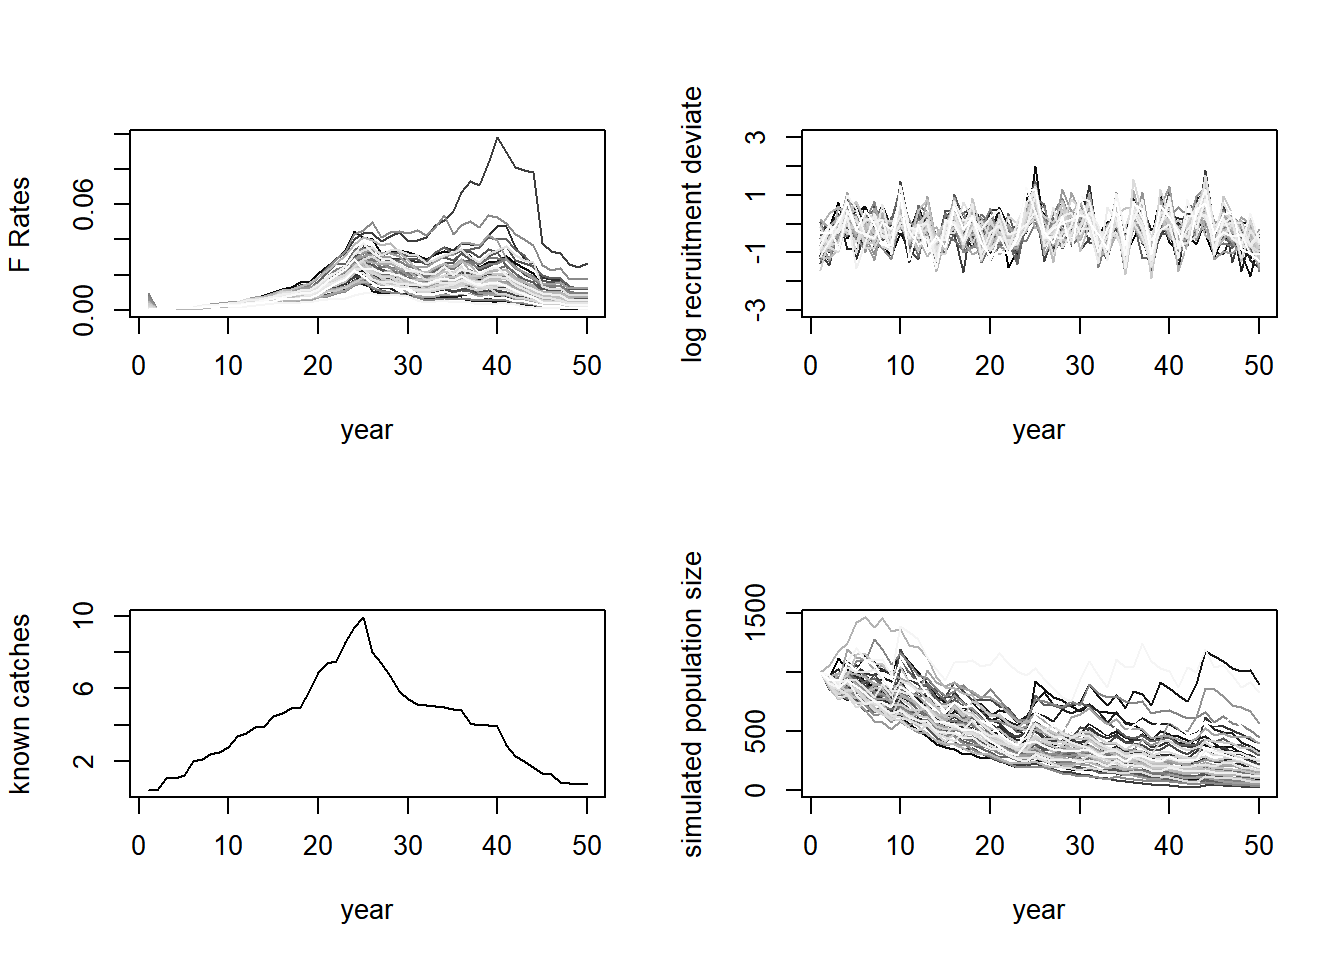 F Rates
0.06
0.00
0 10 20 30 40 50
year
log recruitment deviate
3
1
-1
-3
0 10 20 30 40 50
year
known catches
10
6
2
0 10 20 30 40 50
year
simulated population size
1500
500
0
0 10 20 30 40 50
year